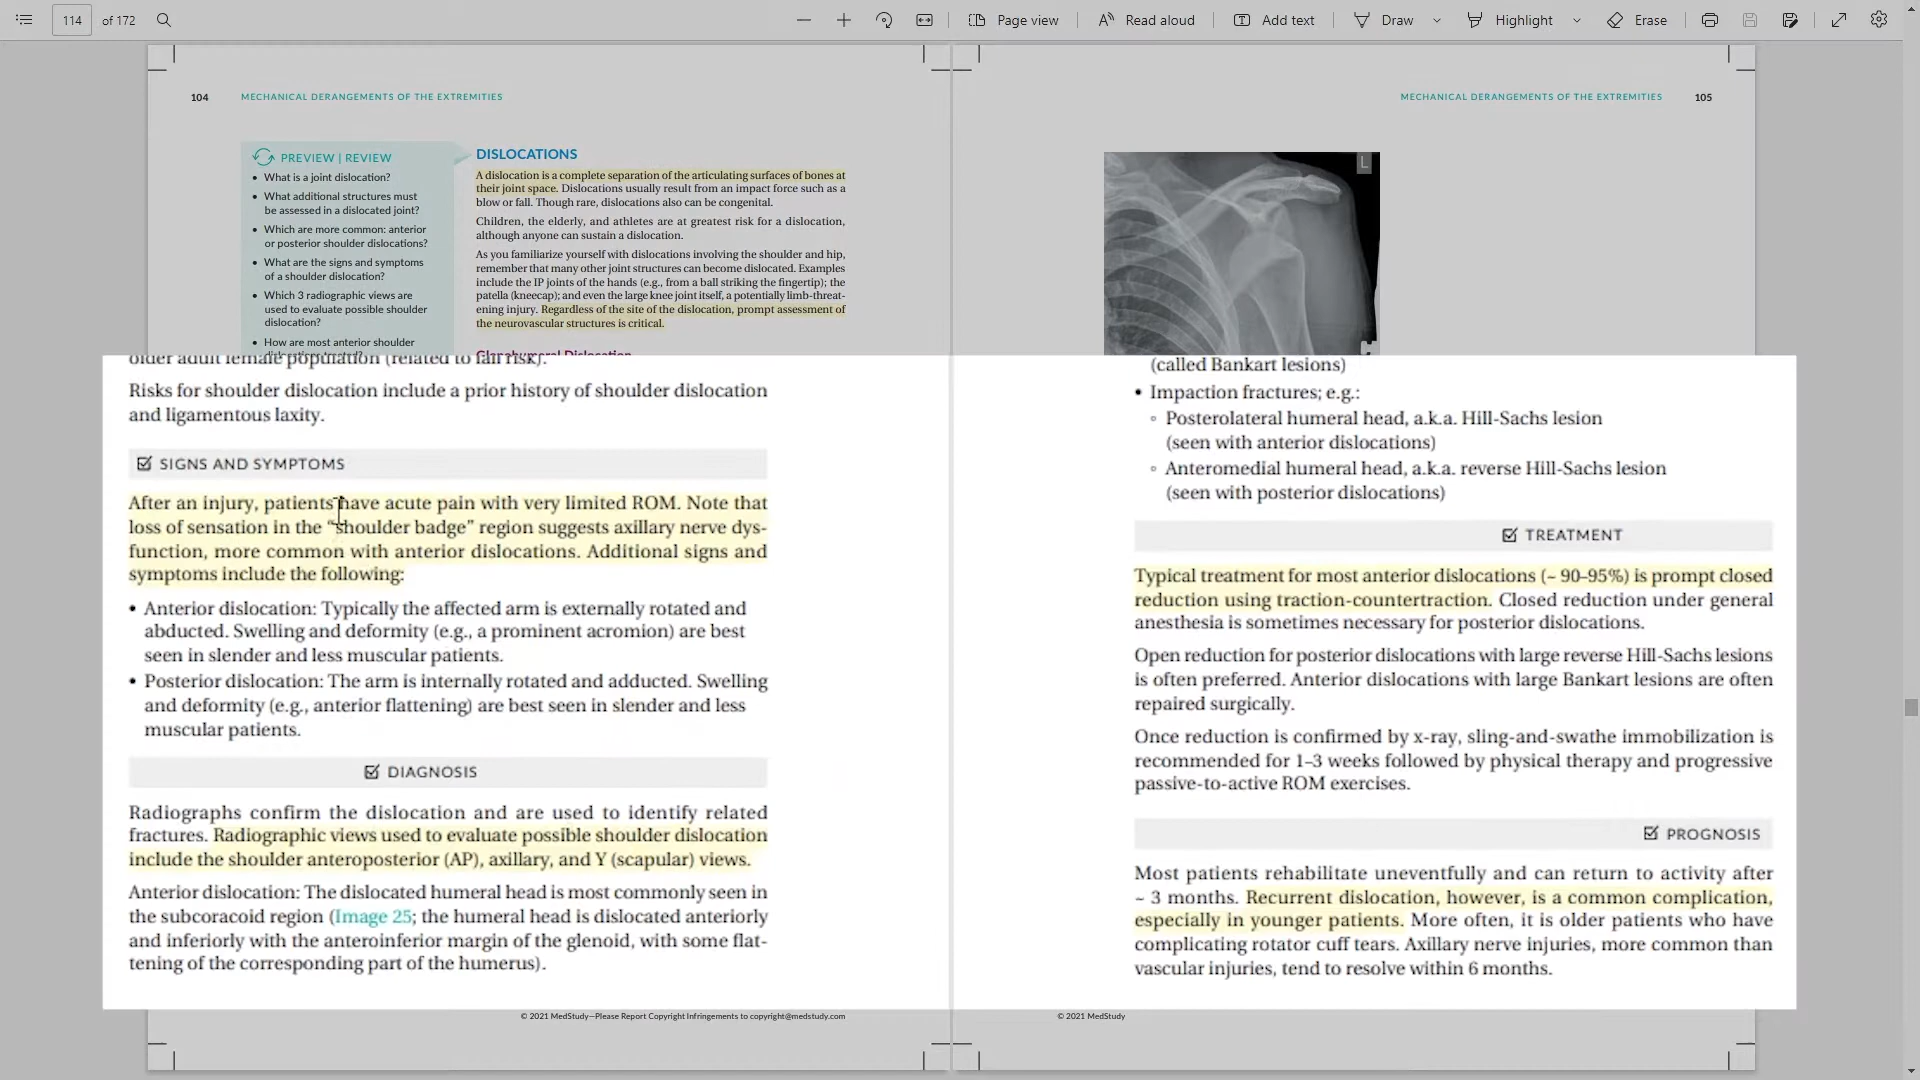 114 of 172
Page view
Read aloud
Add text
Draw
Highlight
Erase
104 MECHANICAL DERANGEMENTS OF THE EXTREMITIES
PREVIEW | REVIEW
• What is a joint dislocation?
• What additional structures must
be assessed in a dislocated joint?
• Which are more common: anterior
or posterior shoulder dislocations?
• What are the signs and symptoms
of a shoulder dislocation?
• Which 3 radiographic views are
used to evaluate possible shoulder
dislocation?
• How are most anterior shoulder
dislocations treated?
DISLOCATIONS
A dislocation is a complete separation of the articulating surfaces of bones at
their joint space. Dislocations usually result from an impact force such as a
blow or fall. Though rare, dislocations also can be congenital.
Children, the elderly, and athletes are at greatest risk for a dislocation,
although anyone can sustain a dislocation.
As you familiarize yourself with dislocations involving the shoulder and hip,
remember that many other joint structures can become dislocated. Examples
include the IP joints of the hands (e.g., from a ball striking the fingertip); the
patella (kneecap); and even the large knee joint itself, a potentially limb-threat-
ening injury. Regardless of the site of the dislocation, prompt assessment of
the neurovascular structures is critical.
Glenohumeral Dislocation
older adult female population (related to fall risk).
Risks for shoulder dislocation include a prior history of shoulder dislocation
and ligamentous laxity.
SIGNS AND SYMPTOMS
After an injury, patients have acute pain with very limited ROM. Note that
loss of sensation in the “shoulder badge” region suggests axillary nerve dys-
function, more common with anterior dislocations. Additional signs and
symptoms include the following:
• Anterior dislocation: Typically the affected arm is externally rotated and
abducted. Swelling and deformity (e.g., a prominent acromion) are best
seen in slender and less muscular patients.
• Posterior dislocation: The arm is internally rotated and adducted. Swelling
and deformity (e.g., anterior flattening) are best seen in slender and less
muscular patients.
DIAGNOSIS
Radiographs confirm the dislocation and are used to identify related
fractures. Radiographic views used to evaluate possible shoulder dislocation
include the shoulder anteroposterior (AP), axillary, and Y (scapular) views.
Anterior dislocation: The dislocated humeral head is most commonly seen in
the subcoracoid region (Image 25; the humeral head is dislocated anteriorly
and inferiorly with the anteroinferior margin of the glenoid, with some flat-
tening of the corresponding part of the humerus).
© 2021 MedStudy—Please Report Copyright Infringements to copyright@medstudy.com
MECHANICAL DERANGEMENTS OF THE EXTREMITIES 105
L
(called Bankart lesions)
• Impaction fractures; e.g.:
◦ Posterolateral humeral head, a.k.a. Hill-Sachs lesion
(seen with anterior dislocations)
◦ Anteromedial humeral head, a.k.a. reverse Hill-Sachs lesion
(seen with posterior dislocations)
TREATMENT
Typical treatment for most anterior dislocations (~ 90–95%) is prompt closed
reduction using traction-countertraction. Closed reduction under general
anesthesia is sometimes necessary for posterior dislocations.
Open reduction for posterior dislocations with large reverse Hill-Sachs lesions
is often preferred. Anterior dislocations with large Bankart lesions are often
repaired surgically.
Once reduction is confirmed by x-ray, sling-and-swathe immobilization is
recommended for 1–3 weeks followed by physical therapy and progressive
passive-to-active ROM exercises.
PROGNOSIS
Most patients rehabilitate uneventfully and can return to activity after
~ 3 months. Recurrent dislocation, however, is a common complication,
especially in younger patients. More often, it is older patients who have
complicating rotator cuff tears. Axillary nerve injuries, more common than
vascular injuries, tend to resolve within 6 months.
© 2021 MedStudy